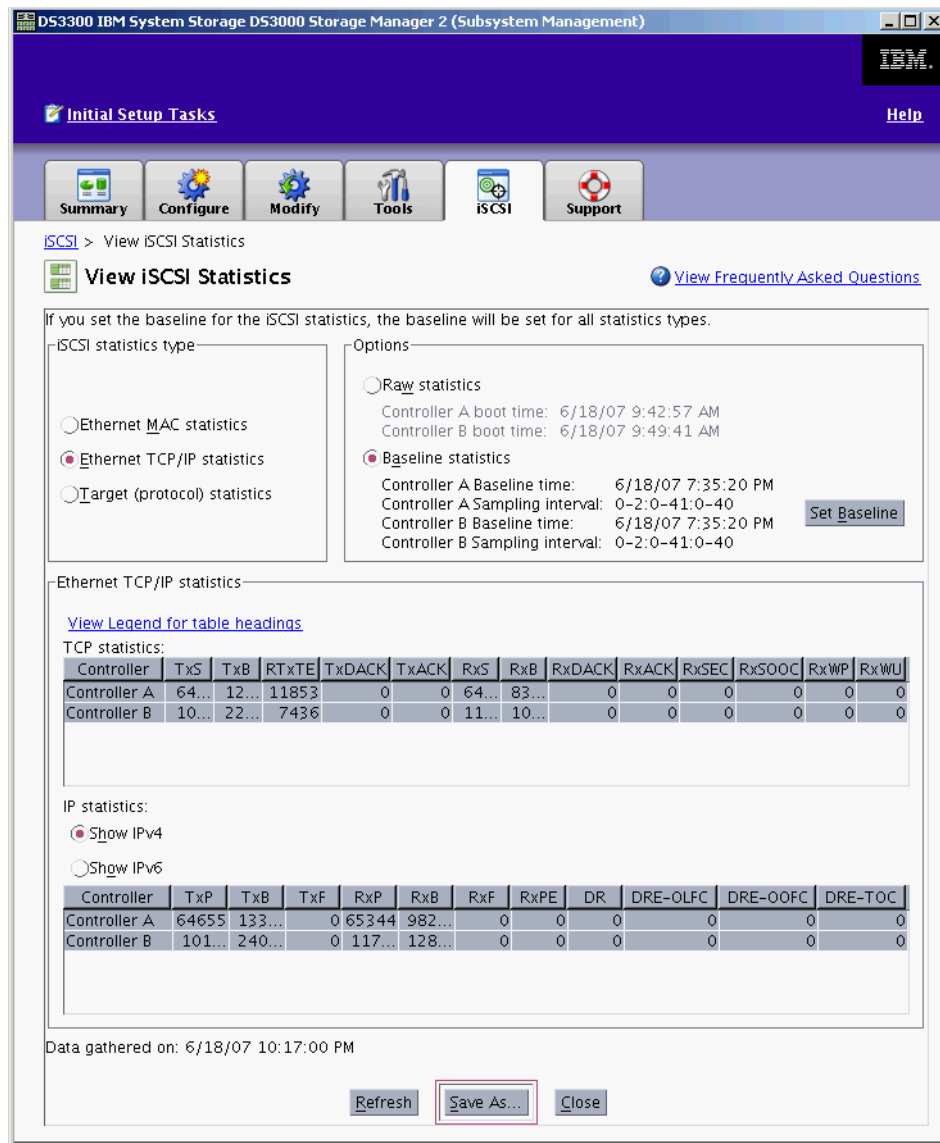 DS3300 IBM System Storage DS3000 Storage Manager 2 (Subsystem Management)
IBM.
Initial Setup Tasks
Help
Summary Configure Modify Tools iSCSI Support
iSCSI > View iSCSI Statistics
View iSCSI Statistics
? View Frequently Asked Questions
If you set the baseline for the iSCSI statistics, the baseline will be set for all statistics types.
iSCSI statistics type
Ethernet MAC statistics
Ethernet TCP/IP statistics
Target (protocol) statistics
Options
Raw statistics
Controller A boot time: 6/18/07 9:42:57 AM
Controller B boot time: 6/18/07 9:49:41 AM
Baseline statistics
Controller A Baseline time: 6/18/07 7:35:20 PM
Controller A Sampling interval: 0-2:0-41:0-40
Controller B Baseline time: 6/18/07 7:35:20 PM
Controller B Sampling interval: 0-2:0-41:0-40
Set Baseline
Ethernet TCP/IP statistics
View Legend for table headings
TCP statistics:
Controller TxS TxB RTxTE TxDACK TxACK RxS RxB RxDACK RxACK RxSEC RxSOOC RxWP RxWU
Controller A 64... 12... 11853 0 0 64... 83... 0 0 0 0 0 0
Controller B 10... 22... 7436 0 0 11... 10... 0 0 0 0 0 0
IP statistics:
Show IPv4
Show IPv6
Controller TxP TxB TxF RxP RxB RxF RxPE DR DRE-OLFC DRE-OOFC DRE-TOC
Controller A 64655 133... 0 65344 982... 0 0 0 0 0 0
Controller B 101... 240... 0 117... 128... 0 0 0 0 0 0
Data gathered on: 6/18/07 10:17:00 PM
Refresh Save As... Close